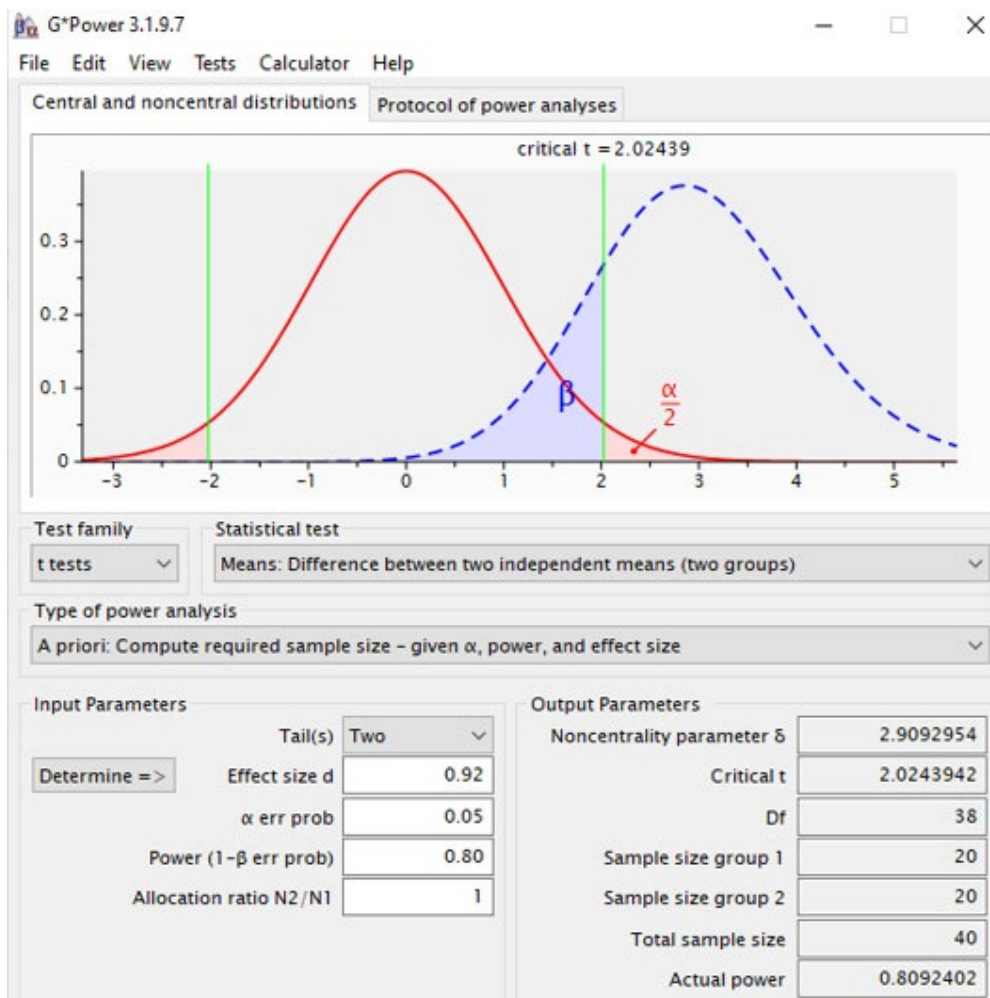 βα G*Power 3.1.9.7
File Edit View Tests Calculator Help
Central and noncentral distributions Protocol of power analyses
critical t = 2.02439
0.3
0.2
0.1
0
β
α
2
-3 -2 -1 0 1 2 3 4 5
Test family Statistical test
t tests Means: Difference between two independent means (two groups)
Type of power analysis
A priori: Compute required sample size – given α, power, and effect size
Input Parameters Output Parameters
Tail(s) Two Noncentrality parameter δ 2.9092954
Determine => Effect size d 0.92 Critical t 2.0243942
α err prob 0.05 Df 38
Power (1-β err prob) 0.80 Sample size group 1 20
Allocation ratio N2/N1 1 Sample size group 2 20
Total sample size 40
Actual power 0.8092402